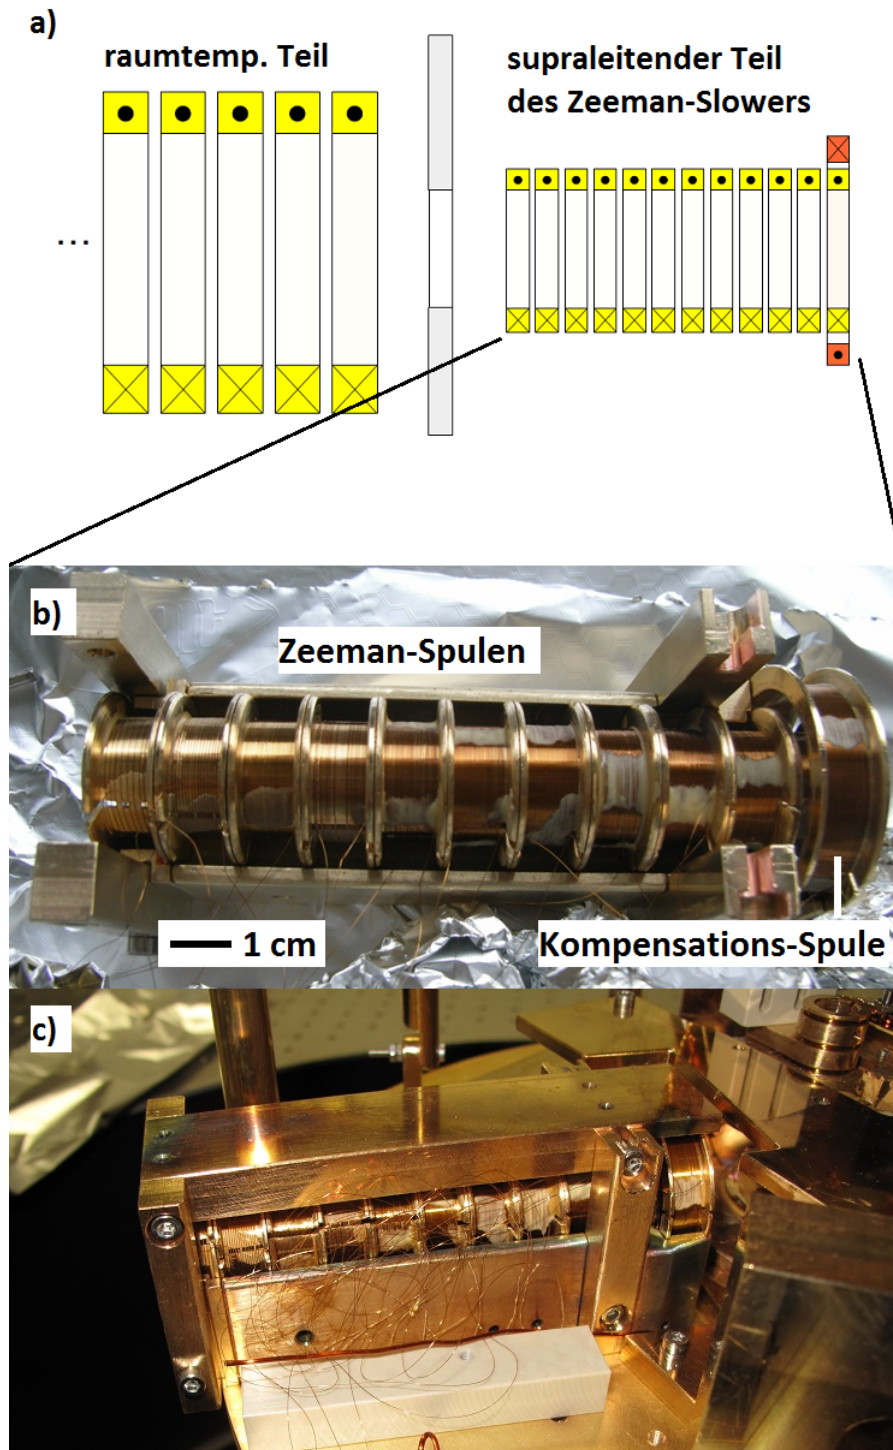 a)
raumtemp. Teil
supraleitender Teil
des Zeeman-Slowers
...
b)
Zeeman-Spulen
1 cm
Kompensations-Spule
c)